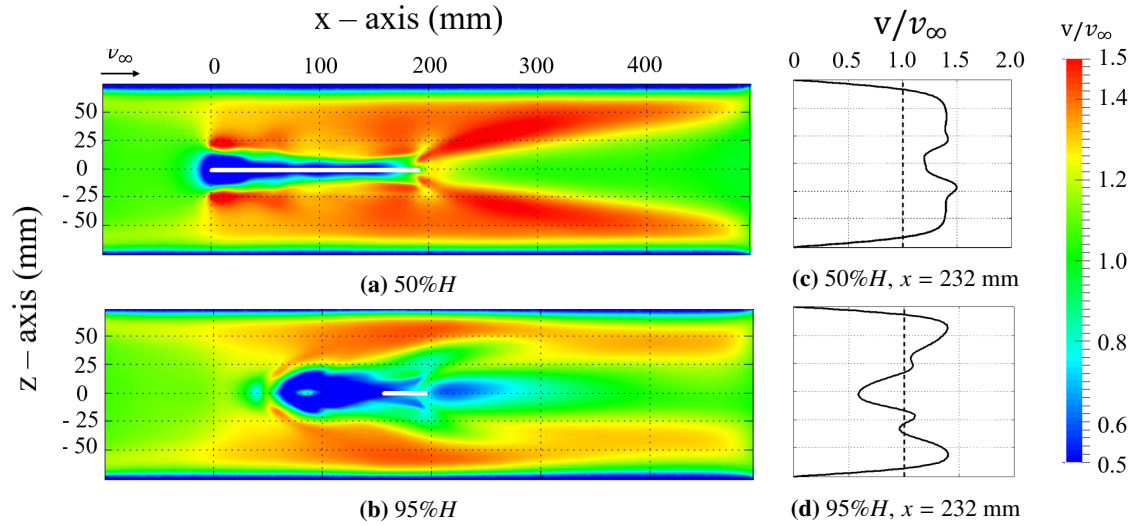 x – axis (mm)
v/v∞
v∞
0 100 200 300 400
0 0.5 1.0 1.5 2.0
v/v∞
50
25
0
- 25
- 50
z – axis (mm)
1.5
1.4
1.2
1.0
0.8
0.6
0.5
(a) 50%H
(c) 50%H, x = 232 mm
50
25
0
- 25
- 50
(b) 95%H
(d) 95%H, x = 232 mm